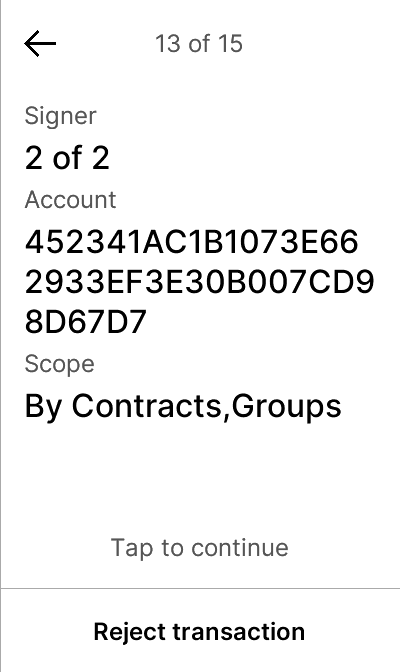 13 of 15
Signer
2 of 2
Account
452341AC1B1073E66
2933EF3E30B007CD9
8D67D7
Scope
By Contracts,Groups
Tap to continue
Reject transaction